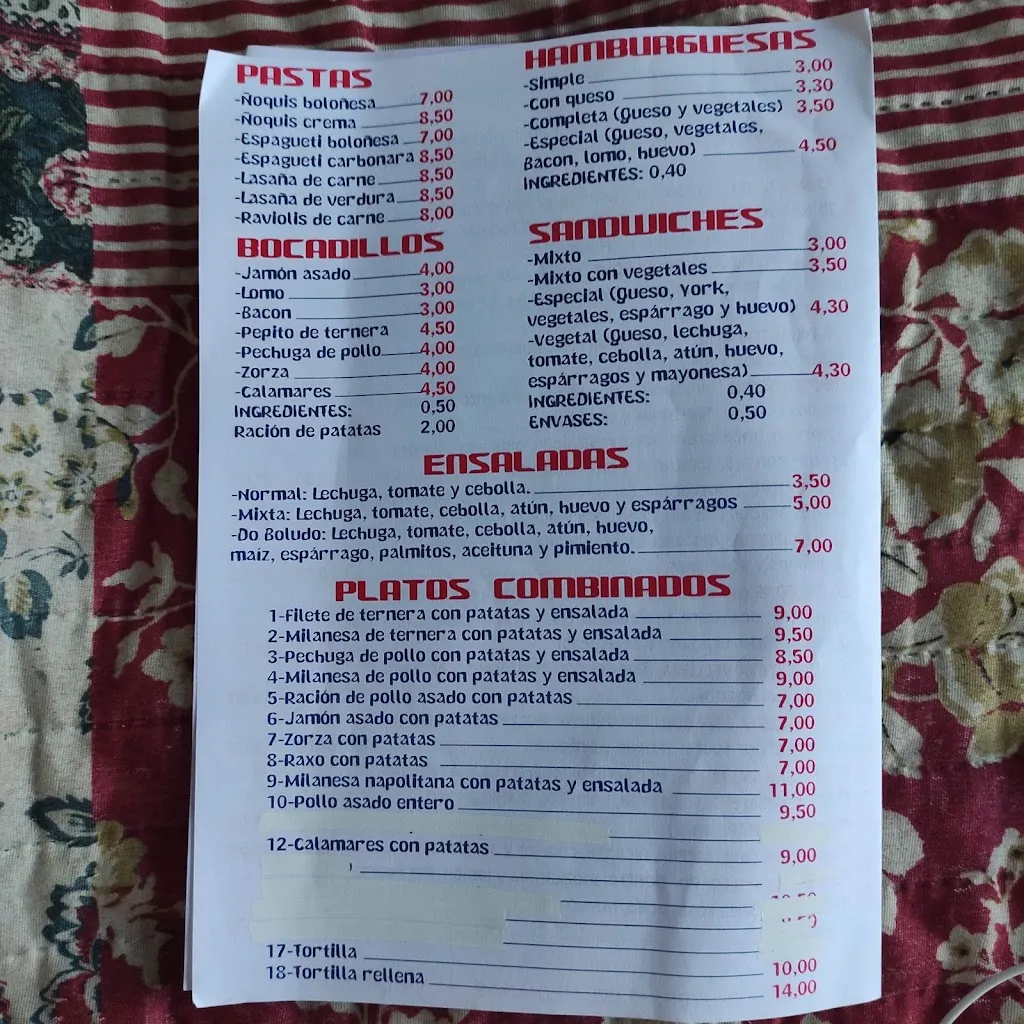 PASTAS
-Ñoquis boloñesa 7,00
-Ñoquis crema 8,50
-Espagueti boloñesa 7,00
-Espagueti carbonara 8,50
-Lasaña de carne 8,50
-Lasaña de verdura 8,50
-Raviolis de carne 8,00
BOCADILLOS
-Jamón asado 4,00
-Lomo 3,00
-Bacon 3,00
-Pepito de ternera 4,50
-Pechuga de pollo 4,00
-Zorza 4,00
-Calamares 4,50
INGREDIENTES: 0,50
Ración de patatas 2,00
HAMBURGUESAS
-Simple 3,00
-Con queso 3,30
-Completa (Queso y vegetales) 3,50
-Especial (Queso, vegetales,
Bacon, lomo, huevo) 4,50
INGREDIENTES: 0,40
SANDWICHES
-Mixto 3,00
-Mixto con vegetales 3,50
-Especial (Queso, York,
vegetales, espárrago y huevo) 4,30
-Vegetal (Queso, lechuga,
tomate, cebolla, atún, huevo,
espárragos y mayonesa) 4,30
INGREDIENTES: 0,40
ENVASES: 0,50
ENSALADAS
-Normal: Lechuga, tomate y cebolla. 3,50
-Mixta: Lechuga, tomate, cebolla, atún, huevo y espárragos 5,00
-Do Boludo: Lechuga, tomate, cebolla, atún, huevo,
maíz, espárrago, palmitos, aceituna y pimiento. 7,00
PLATOS COMBINADOS
1-Filete de ternera con patatas y ensalada 9,00
2-Milanesa de ternera con patatas y ensalada 9,50
3-Pechuga de pollo con patatas y ensalada 8,50
4-Milanesa de pollo con patatas y ensalada 9,00
5-Ración de pollo asado con patatas 7,00
6-Jamón asado con patatas 7,00
7-Zorza con patatas 7,00
8-Raxo con patatas 7,00
9-Milanesa napolitana con patatas y ensalada 11,00
10-Pollo asado entero 9,50
12-Calamares con patatas 9,00
17-Tortilla 10,00
18-Tortilla rellena 14,00